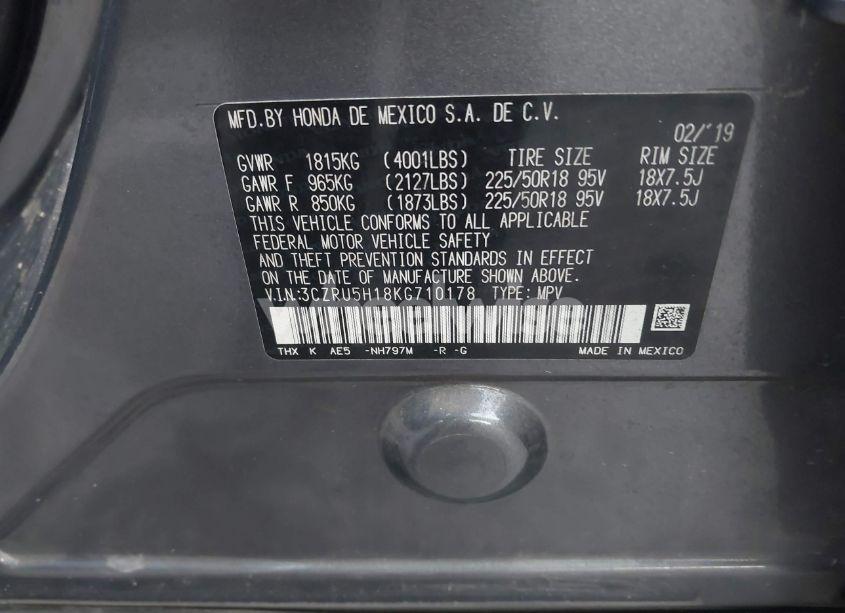 MFD.BY HONDA DE MEXICO S.A. DE C.V.
02/'19
GVWR 1815KG (4001LBS) TIRE SIZE RIM SIZE
GAWR F 965KG (2127LBS) 225/50R18 95V 18X7.5J
GAWR R 850KG (1873LBS) 225/50R18 95V 18X7.5J
THIS VEHICLE CONFORMS TO ALL APPLICABLE
FEDERAL MOTOR VEHICLE SAFETY
AND THEFT PREVENTION STANDARDS IN EFFECT
ON THE DATE OF MANUFACTURE SHOWN ABOVE.
V.I.N:3CZRU5H18KG710178 TYPE: MPV
THX K AE5 -NH797M -R -G MADE IN MEXICO